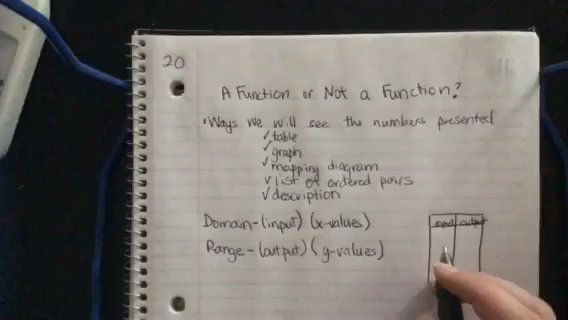 20
A Function or Not a Function?
• Ways we will see the numbers presented
✓ table
✓ graph
✓ mapping diagram
✓ list of ordered pairs
✓ description
Domain - (input) (x-values)
Range - (output) (y-values)
input output